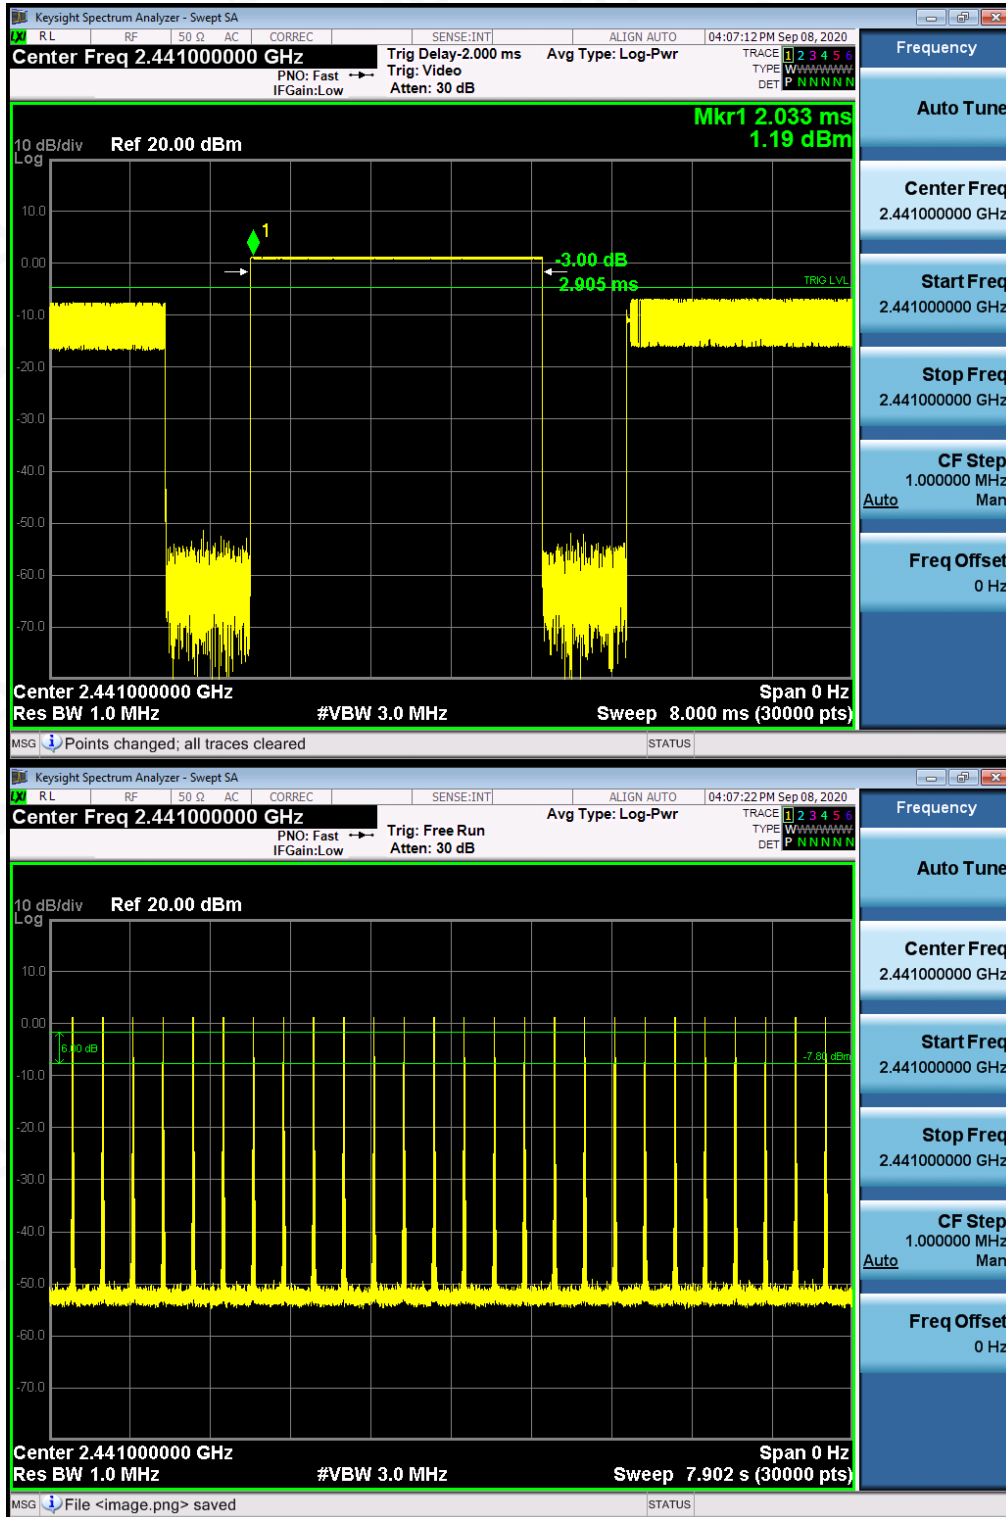 Keysight Spectrum Analyzer - Swept SA
LXI RL RF 50 Ω AC CORREC SENSE:INT ALIGN AUTO 04:07:12 PM Sep 08, 2020
Center Freq 2.441000000 GHz
PNO: Fast
IFGain:Low
Trig Delay-2.000 ms
Trig: Video
Atten: 30 dB
Avg Type: Log-Pwr
TRACE 1 2 3 4 5 6
TYPE WWWWWW
DET P N N N N N
Mkr1 2.033 ms
1.19 dBm
10 dB/div
Log
Ref 20.00 dBm
10.0
1
0.00
-3.00 dB
2.905 ms
TRIG LVL
-10.0
-20.0
-30.0
-40.0
-50.0
-60.0
-70.0
Center 2.441000000 GHz Span 0 Hz
Res BW 1.0 MHz #VBW 3.0 MHz Sweep 8.000 ms (30000 pts)
MSG Points changed; all traces cleared STATUS
Frequency
Auto Tune
Center Freq
2.441000000 GHz
Start Freq
2.441000000 GHz
Stop Freq
2.441000000 GHz
CF Step
1.000000 MHz
Auto Man
Freq Offset
0 Hz
Keysight Spectrum Analyzer - Swept SA
LXI RL RF 50 Ω AC CORREC SENSE:INT ALIGN AUTO 04:07:22 PM Sep 08, 2020
Center Freq 2.441000000 GHz
PNO: Fast
IFGain:Low
Trig: Free Run
Atten: 30 dB
Avg Type: Log-Pwr
TRACE 1 2 3 4 5 6
TYPE WWWWWW
DET P N N N N N
10 dB/div
Log
Ref 20.00 dBm
10.0
0.00
6.00 dB
-7.80 dBm
-10.0
-20.0
-30.0
-40.0
-50.0
-60.0
-70.0
Center 2.441000000 GHz Span 0 Hz
Res BW 1.0 MHz #VBW 3.0 MHz Sweep 7.902 s (30000 pts)
MSG File <image.png> saved STATUS
Frequency
Auto Tune
Center Freq
2.441000000 GHz
Start Freq
2.441000000 GHz
Stop Freq
2.441000000 GHz
CF Step
1.000000 MHz
Auto Man
Freq Offset
0 Hz